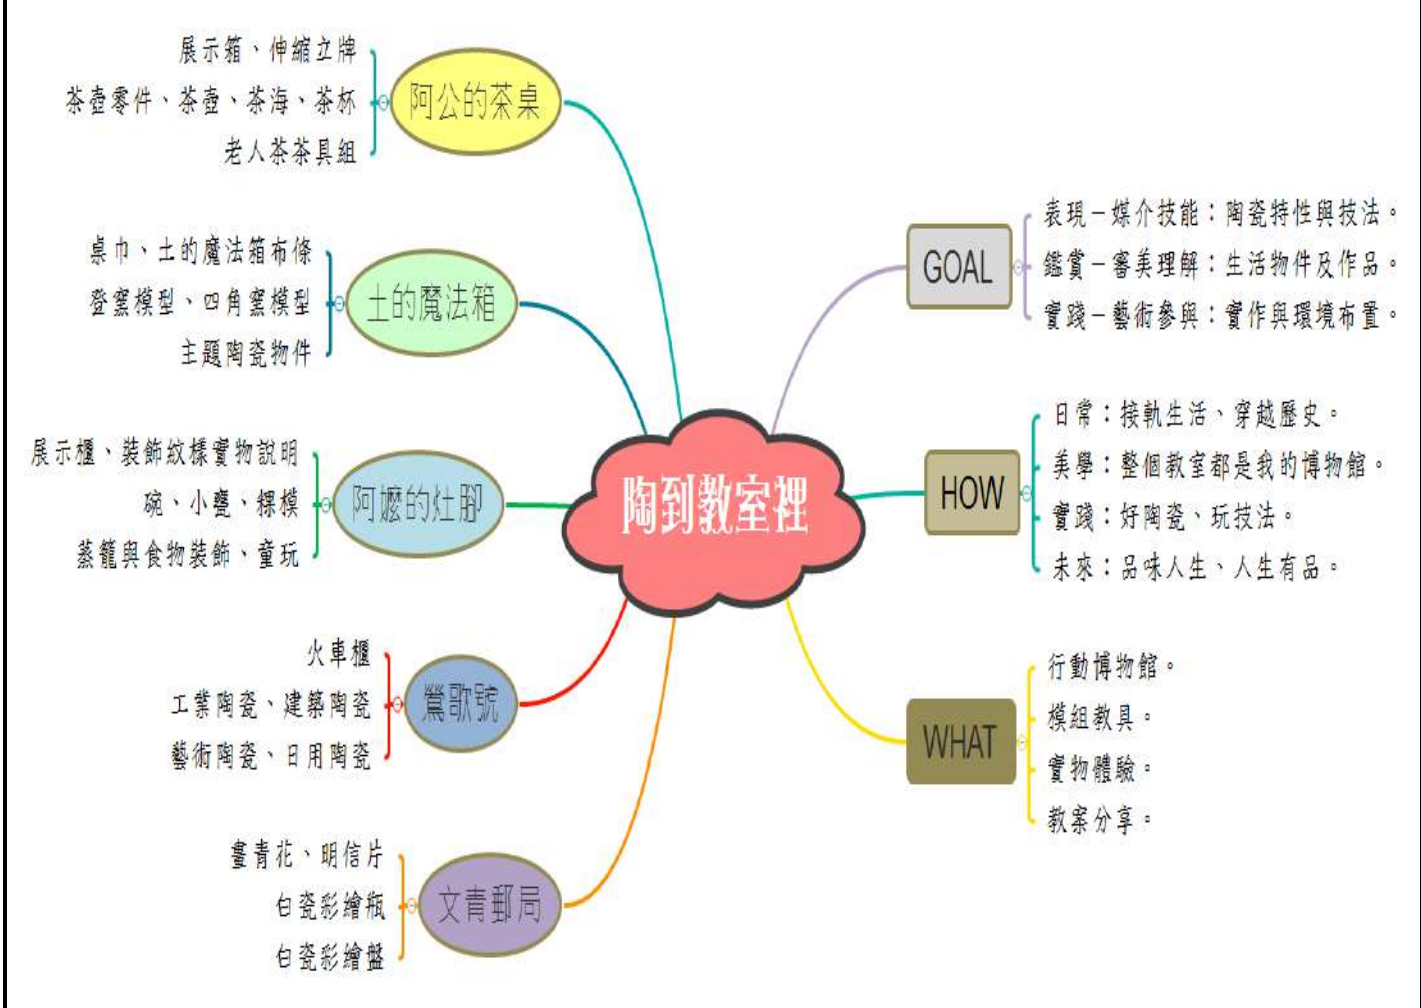 展示箱、伸縮立牌
茶壺零件、茶壺、茶海、茶杯
老人茶茶具組
阿公的茶桌
桌巾、土的魔法箱布條
登窯模型、四角窯模型
主題陶瓷物件
土的魔法箱
展示櫃、裝飾紋樣實物說明
碗、小甕、粿模
蒸籠與食物裝飾、童玩
阿嬤的灶腳
火車櫃
工業陶瓷、建築陶瓷
藝術陶瓷、日用陶瓷
鶯歌號
畫青花、明信片
白瓷彩繪瓶
白瓷彩繪盤
文青郵局
陶到教室裡
GOAL
表現－媒介技能：陶瓷特性與技法。
鑑賞－審美理解：生活物件及作品。
實踐－藝術參與：實作與環境布置。
HOW
日常：接軌生活、穿越歷史。
美學：整個教室都是我的博物館。
實踐：好陶瓷、玩技法。
未來：品味人生、人生有品。
WHAT
行動博物館。
模組教具。
實物體驗。
教案分享。